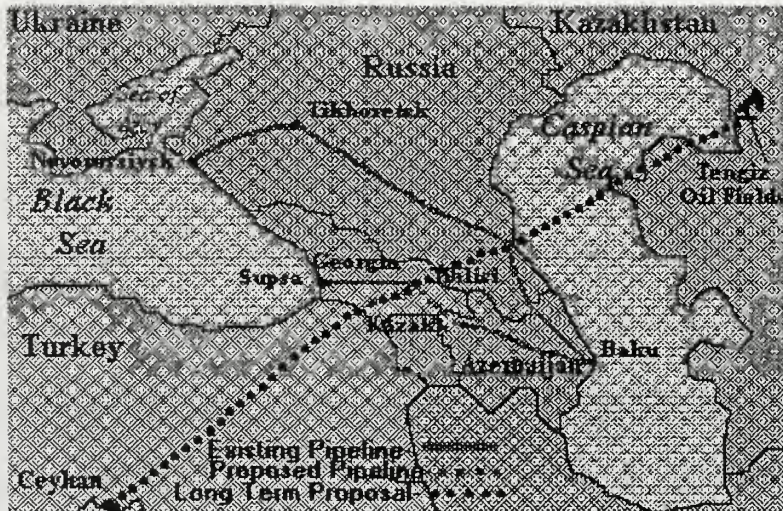 Ukraine
Kazakhstan
Russia
Sea of
Azov
Tikhoretsk
Caspian
Sea
Novorossiysk
Tengiz
Oil Fields
Black
Sea
Georgia
Supsa
Tbilisi
Kazakh
Turkey
Baku
Azerbaijan
Existing Pipeline
Proposed Pipeline
Ceyhan
Long Term Proposal